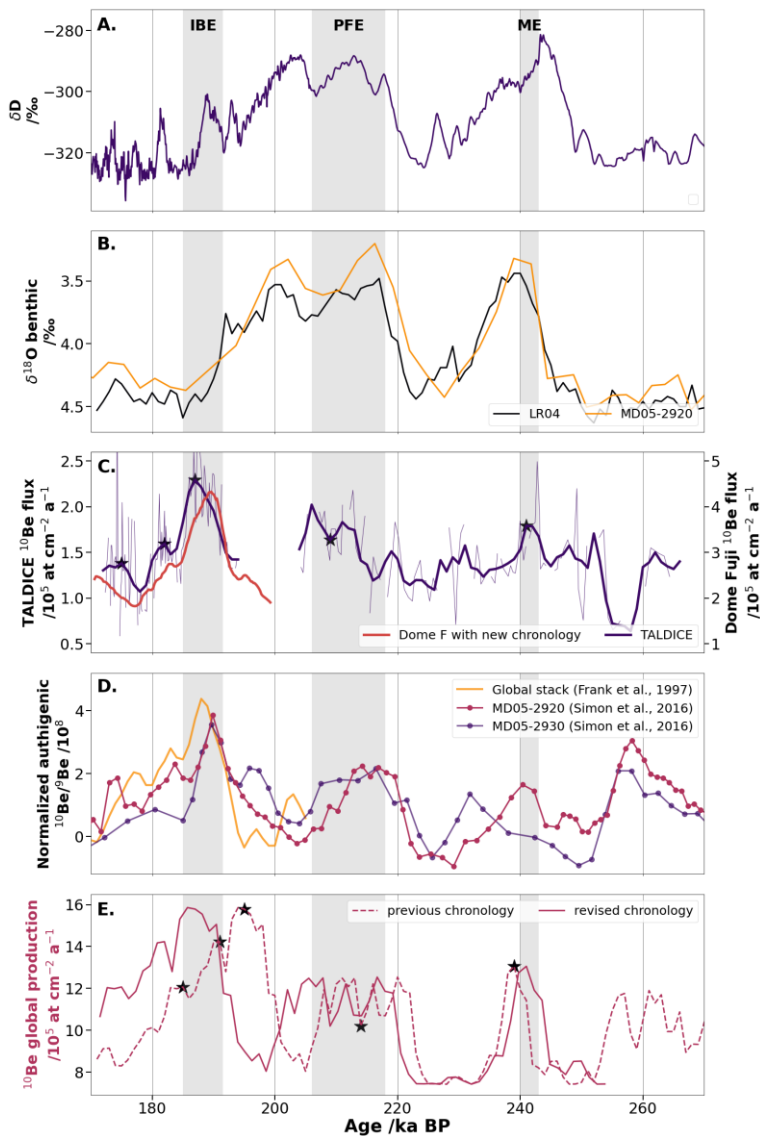 A.
IBE
PFE
ME
−280
−300
−320
δD
/‰
B.
3.5
4.0
4.5
δ18O benthic
/‰
LR04
MD05-2920
C.
2.5
2.0
1.5
1.0
0.5
TALDICE 10Be flux
/10^5 at cm−2 a−1
5
4
3
2
1
Dome Fuji 10Be flux
/10^5 at cm−2 a−1
Dome F with new chronology
TALDICE
D.
4
2
0
Normalized authigenic
10Be/9Be /10^8
Global stack (Frank et al., 1997)
MD05-2920 (Simon et al., 2016)
MD05-2930 (Simon et al., 2016)
E.
16
14
12
10
8
10Be global production
/10^5 at cm−2 a−1
previous chronology
revised chronology
180
200
220
240
260
Age /ka BP